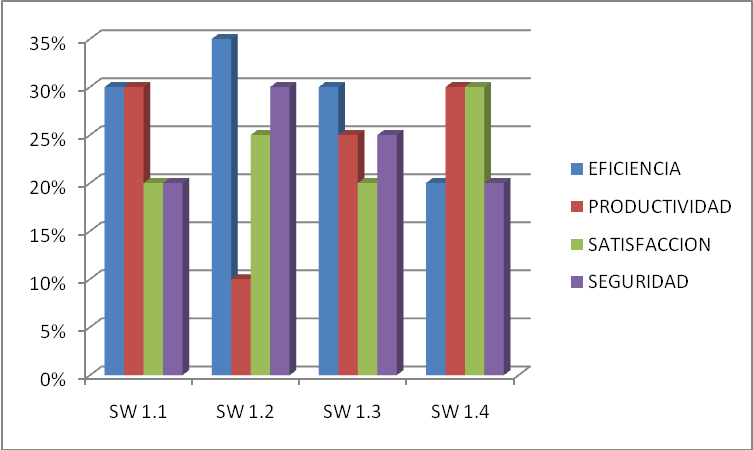 35%
30%
25%
20%
15%
10%
5%
0%
SW 1.1
SW 1.2
SW 1.3
SW 1.4
EFICIENCIA
PRODUCTIVIDAD
SATISFACCION
SEGURIDAD